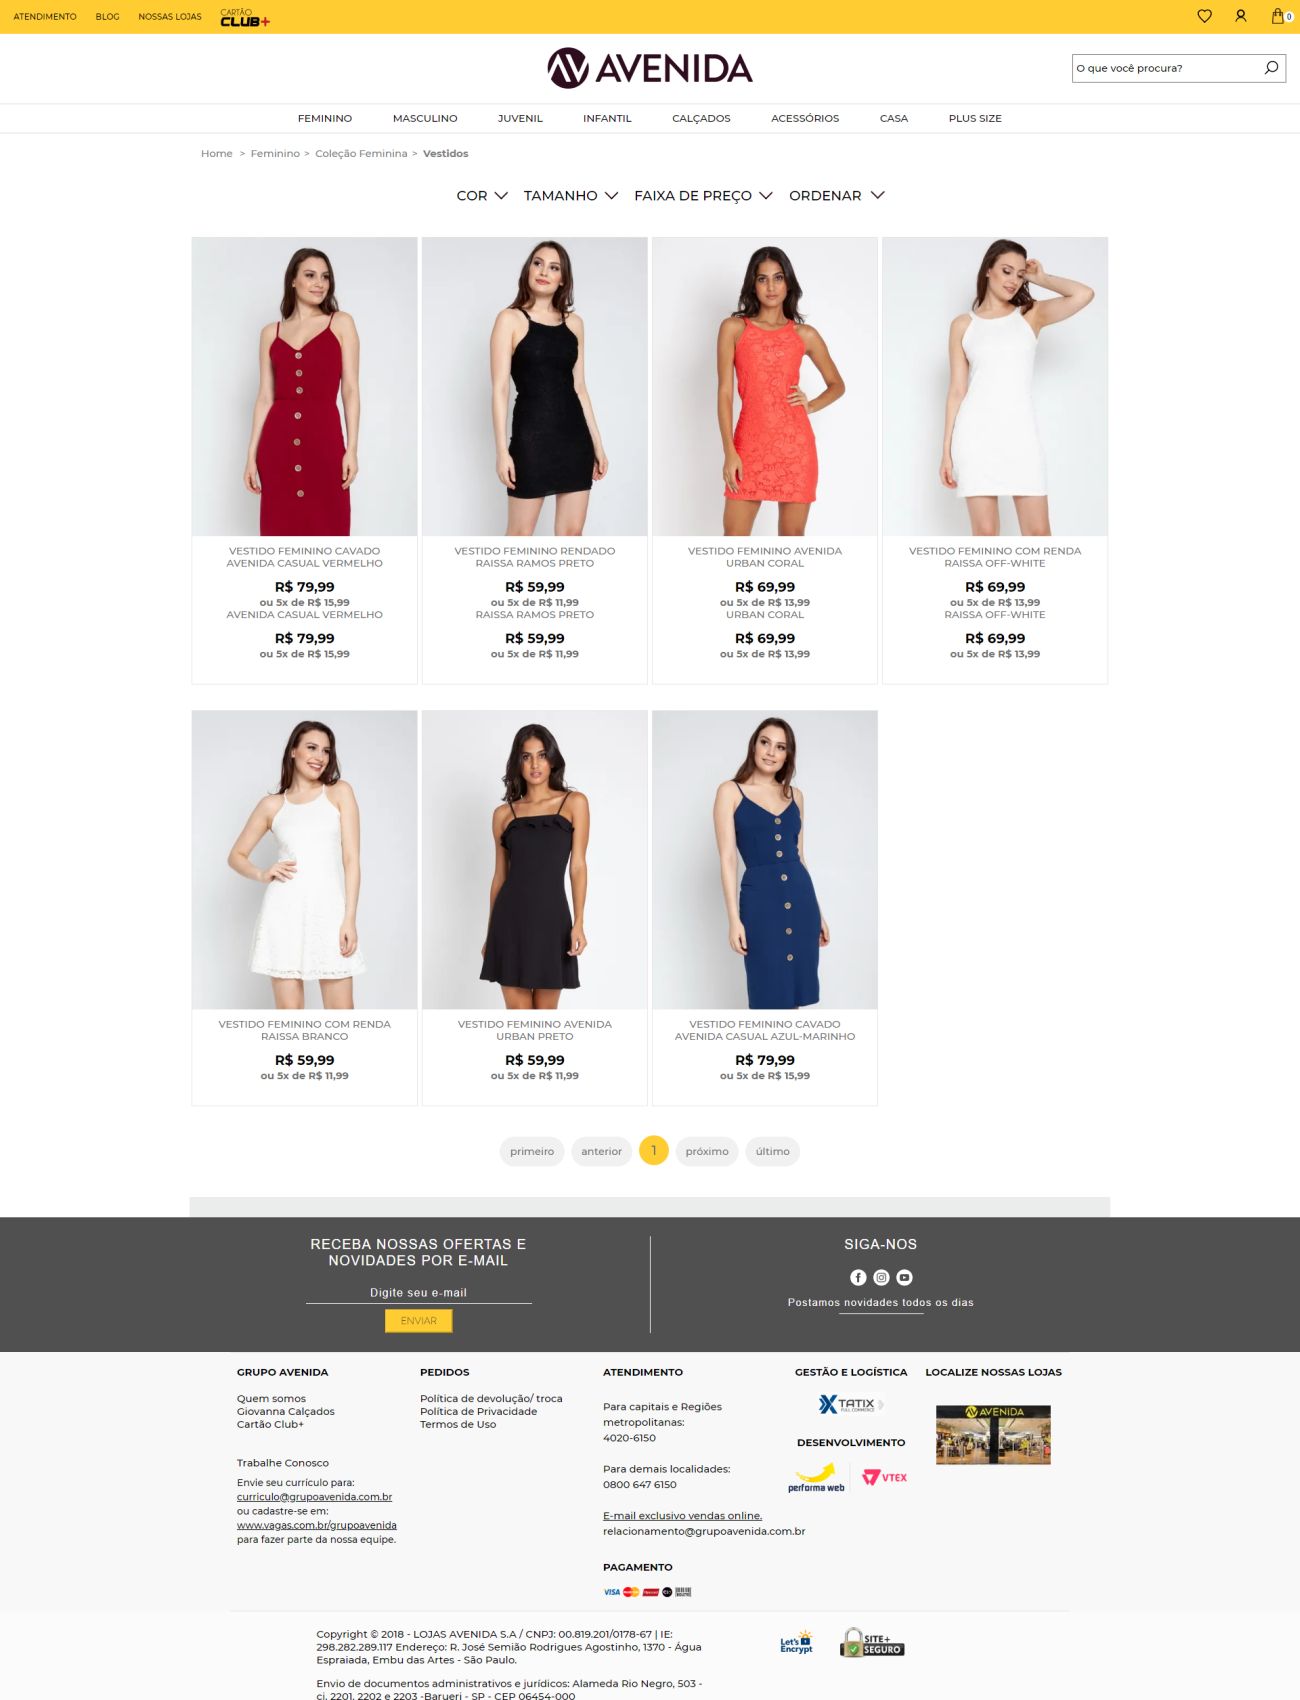 ATENDIMENTO BLOG NOSSAS LOJAS CARTÃO CLUB+ 0
AVENIDA
O que você procura?
FEMININO MASCULINO JUVENIL INFANTIL CALÇADOS ACESSÓRIOS CASA PLUS SIZE
Home > Feminino > Coleção Feminina > Vestidos
COR TAMANHO FAIXA DE PREÇO ORDENAR
VESTIDO FEMININO CAVADO
AVENIDA CASUAL VERMELHO
R$ 79,99
ou 5x de R$ 15,99
AVENIDA CASUAL VERMELHO
R$ 79,99
ou 5x de R$ 15,99
VESTIDO FEMININO RENDADO
RAISSA RAMOS PRETO
R$ 59,99
ou 5x de R$ 11,99
RAISSA RAMOS PRETO
R$ 59,99
ou 5x de R$ 11,99
VESTIDO FEMININO AVENIDA
URBAN CORAL
R$ 69,99
ou 5x de R$ 13,99
URBAN CORAL
R$ 69,99
ou 5x de R$ 13,99
VESTIDO FEMININO COM RENDA
RAISSA OFF-WHITE
R$ 69,99
ou 5x de R$ 13,99
RAISSA OFF-WHITE
R$ 69,99
ou 5x de R$ 13,99
VESTIDO FEMININO COM RENDA
RAISSA BRANCO
R$ 59,99
ou 5x de R$ 11,99
VESTIDO FEMININO AVENIDA
URBAN PRETO
R$ 59,99
ou 5x de R$ 11,99
VESTIDO FEMININO CAVADO
AVENIDA CASUAL AZUL-MARINHO
R$ 79,99
ou 5x de R$ 15,99
primeiro anterior 1 próximo último
RECEBA NOSSAS OFERTAS E
NOVIDADES POR E-MAIL
Digite seu e-mail
ENVIAR
SIGA-NOS
Postamos novidades todos os dias
GRUPO AVENIDA
Quem somos
Giovanna Calçados
Cartão Club+
Trabalhe Conosco
Envie seu currículo para:
curriculo@grupoavenida.com.br
ou cadastre-se em:
www.vagas.com.br/grupoavenida
para fazer parte da nossa equipe.
PEDIDOS
Política de devolução/ troca
Política de Privacidade
Termos de Uso
ATENDIMENTO
Para capitais e Regiões
metropolitanas:
4020-6150
Para demais localidades:
0800 647 6150
E-mail exclusivo vendas online.
relacionamento@grupoavenida.com.br
PAGAMENTO
VISA
GESTÃO E LOGÍSTICA
TATIX
FULL COMMERCE
DESENVOLVIMENTO
performa web VTEX
LOCALIZE NOSSAS LOJAS
AVENIDA
Copyright © 2018 - LOJAS AVENIDA S.A / CNPJ: 00.819.201/0178-67 | IE:
298.282.289.117 Endereço: R. José Semião Rodrigues Agostinho, 1370 - Água
Espraiada, Embu das Artes - São Paulo.
Envio de documentos administrativos e jurídicos: Alameda Rio Negro, 503 -
cj. 2201, 2202 e 2203 -Barueri - SP - CEP 06454-000
Let's
Encrypt
SITE+
SEGURO